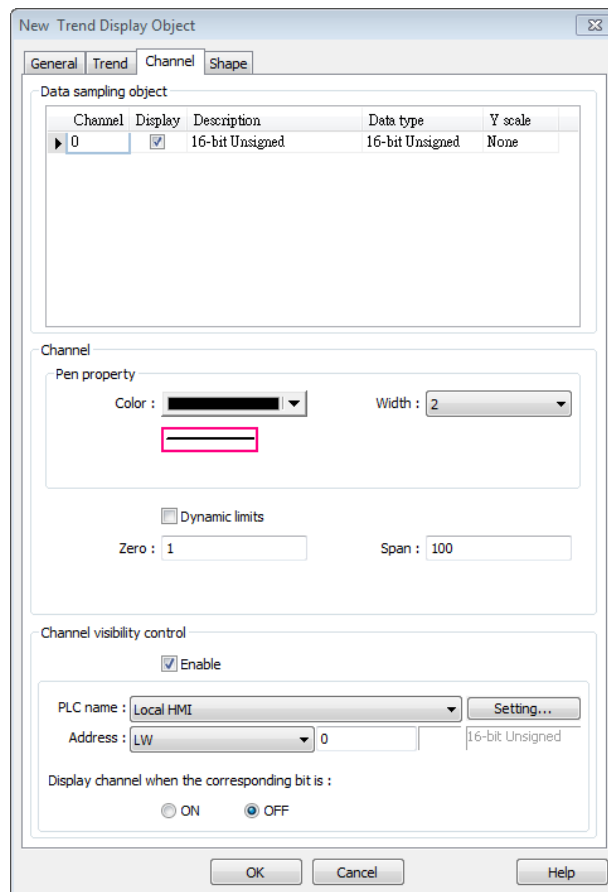 New Trend Display Object
General Trend Channel Shape
Data sampling object
Channel Display Description Data type Y scale
0 16-bit Unsigned 16-bit Unsigned None
Channel
Pen property
Color : Width : 2
Dynamic limits
Zero : 1 Span : 100
Channel visibility control
Enable
PLC name : Local HMI Setting...
Address : LW 0 16-bit Unsigned
Display channel when the corresponding bit is :
ON OFF
OK Cancel Help